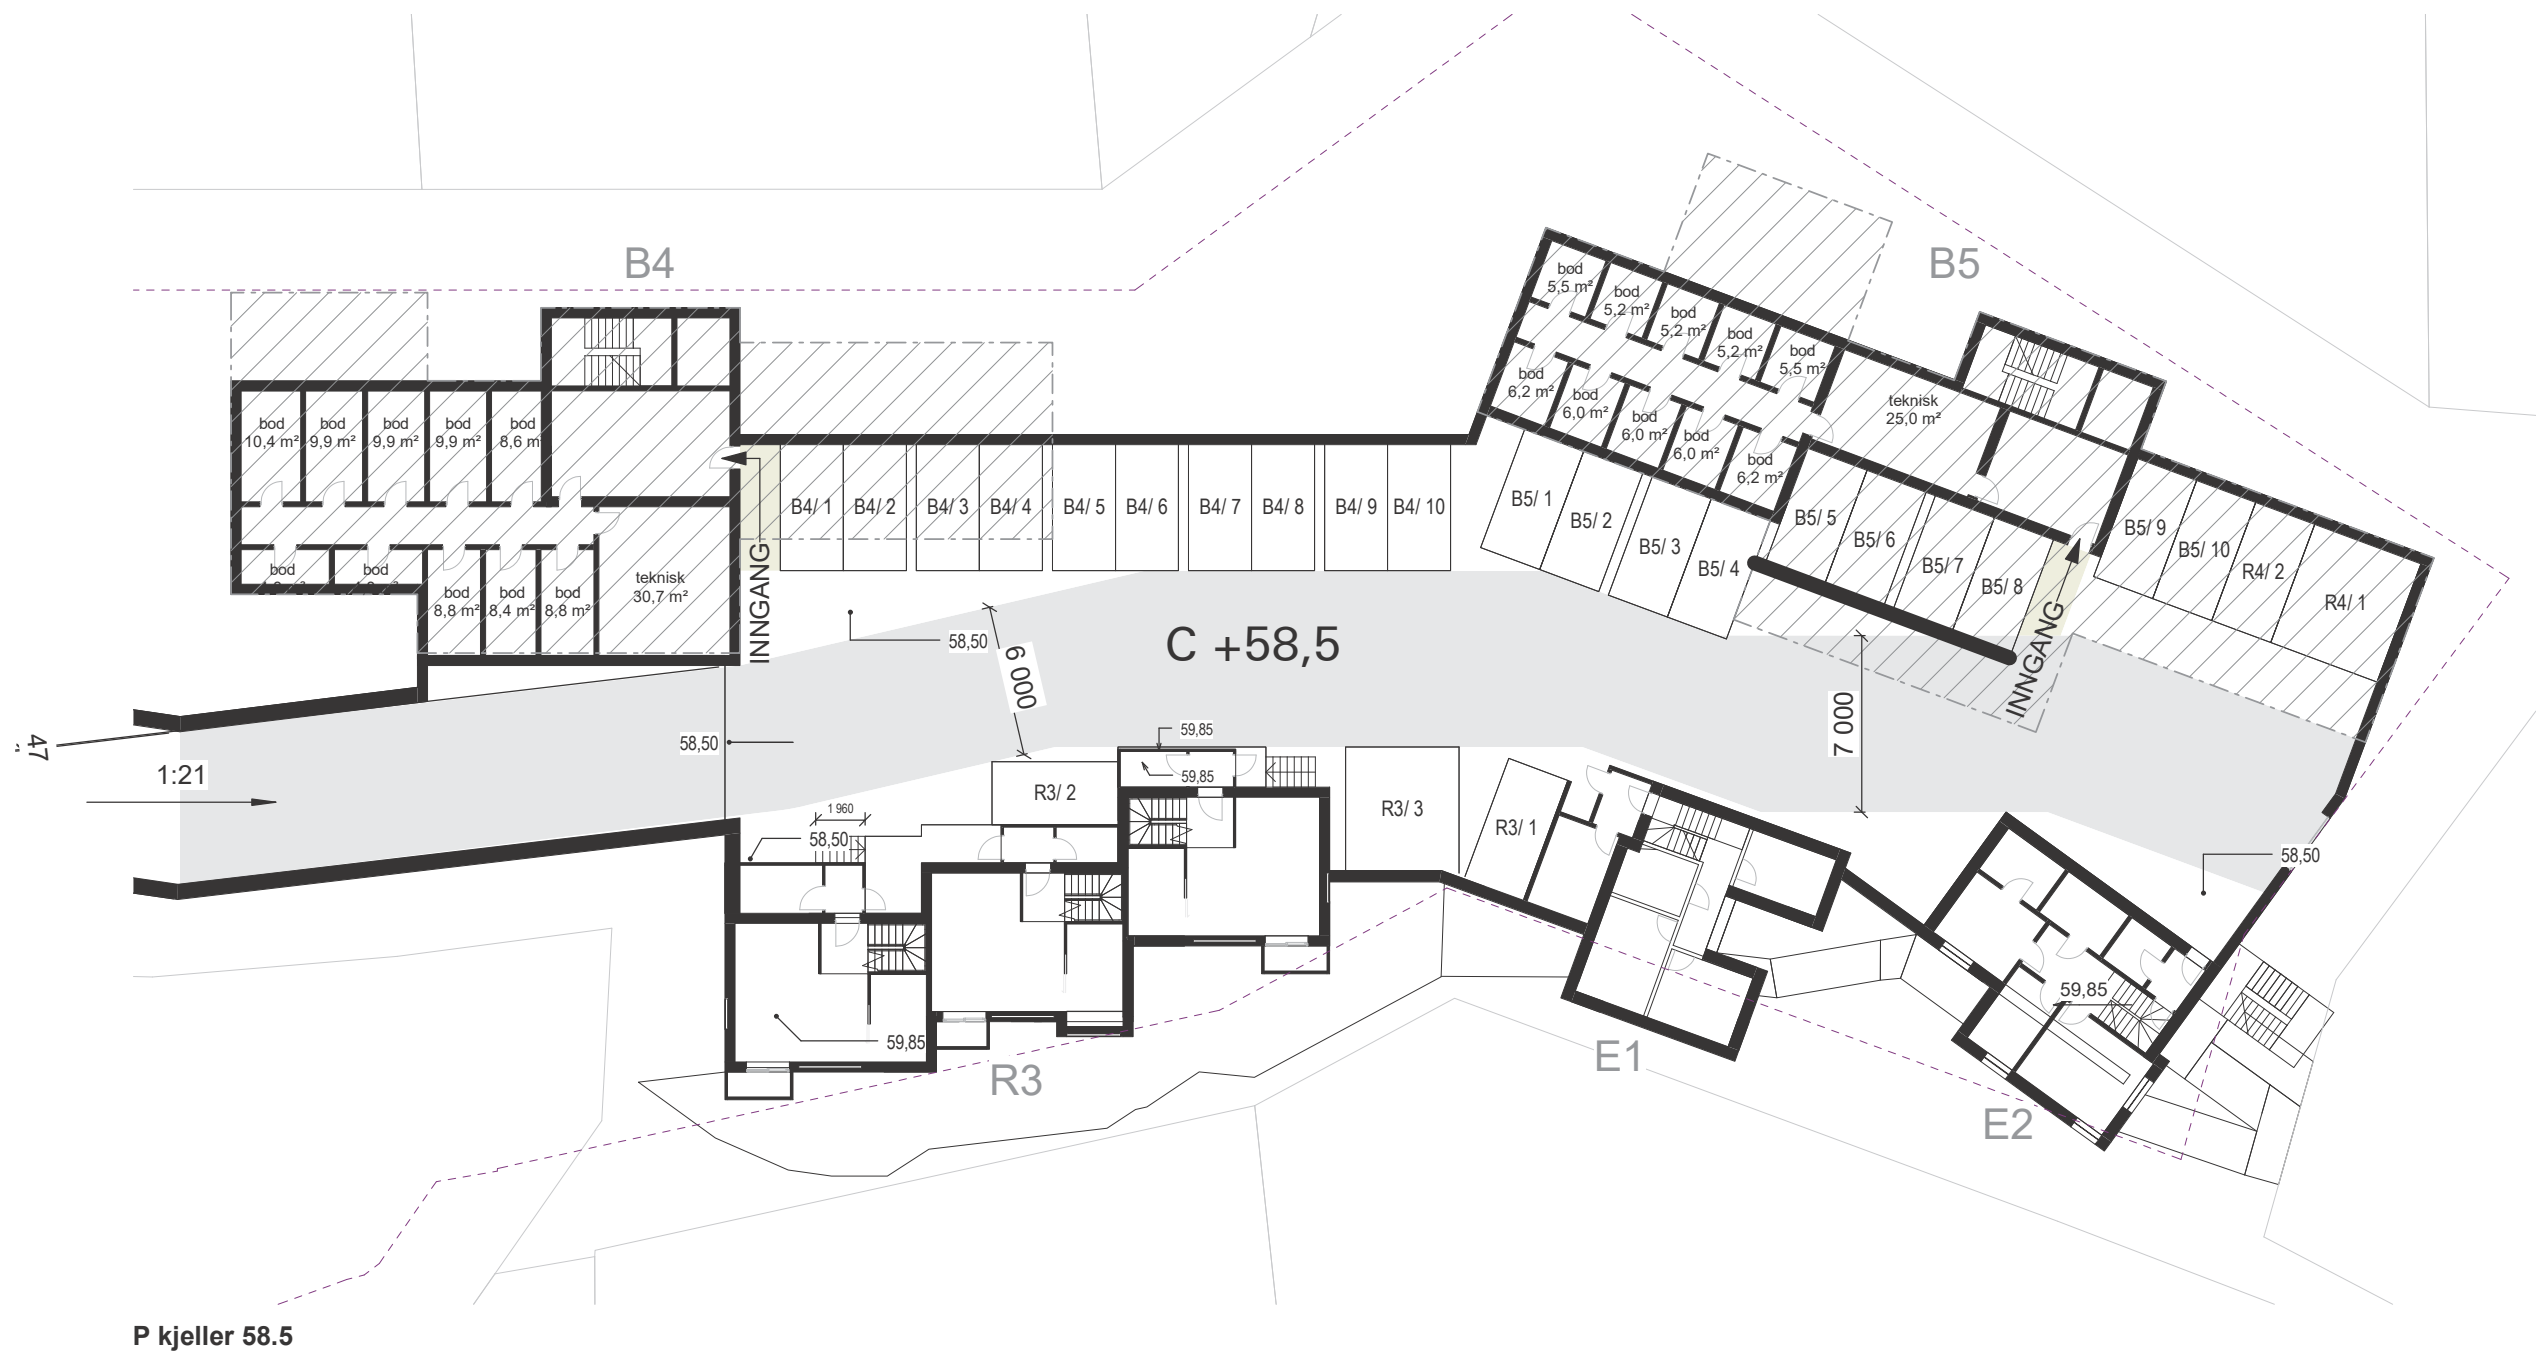 B4
B5
bod
5,5 m²
bod
5,2 m²
bod
5,2 m²
bod
5,2 m²
bod
5,5 m²
bod
6,2 m²
bod
6,0 m²
bod
6,0 m²
bod
6,0 m²
bod
6,2 m²
teknisk
25,0 m²
bod
10,4 m²
bod
9,9 m²
bod
9,9 m²
bod
9,9 m²
bod
8,6 m
bod
bod
bod
8,8 m²
bod
8,4 m²
bod
8,8 m²
teknisk
30,7 m²
INNGANG
B4/ 1
B4/ 2
B4/ 3
B4/ 4
B4/ 5
B4/ 6
B4/ 7
B4/ 8
B4/ 9
B4/ 10
B5/ 1
B5/ 2
B5/ 3
B5/ 4
B5/ 5
B5/ 6
B5/ 7
B5/ 8
INNGANG
B5/ 9
B5/ 10
R4/ 2
R4/ 1
58,50
C +58,5
6 000
7 000
47
1:21
58,50
59,85
59,85
R3/ 2
R3/ 3
R3/ 1
1 960
58,50
58,50
59,85
59,85
R3
E1
E2
P kjeller 58.5